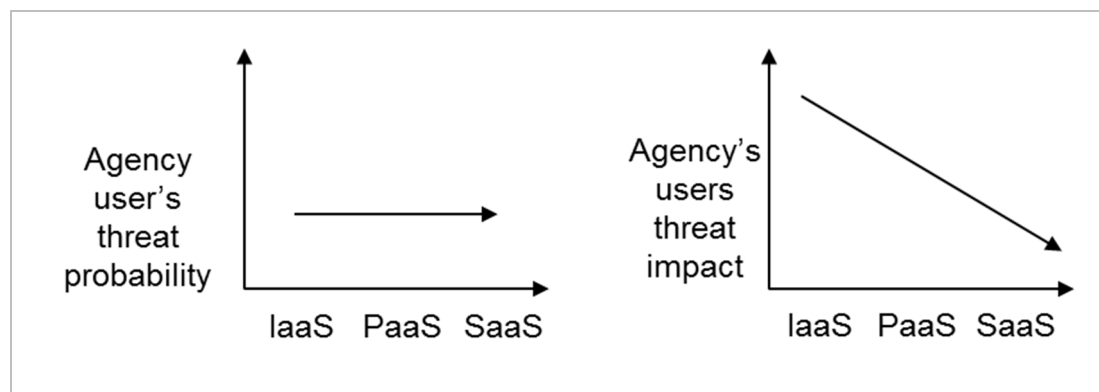 Agency
user's
threat
probability
IaaS PaaS SaaS
Agency's
users
threat
impact
IaaS PaaS SaaS